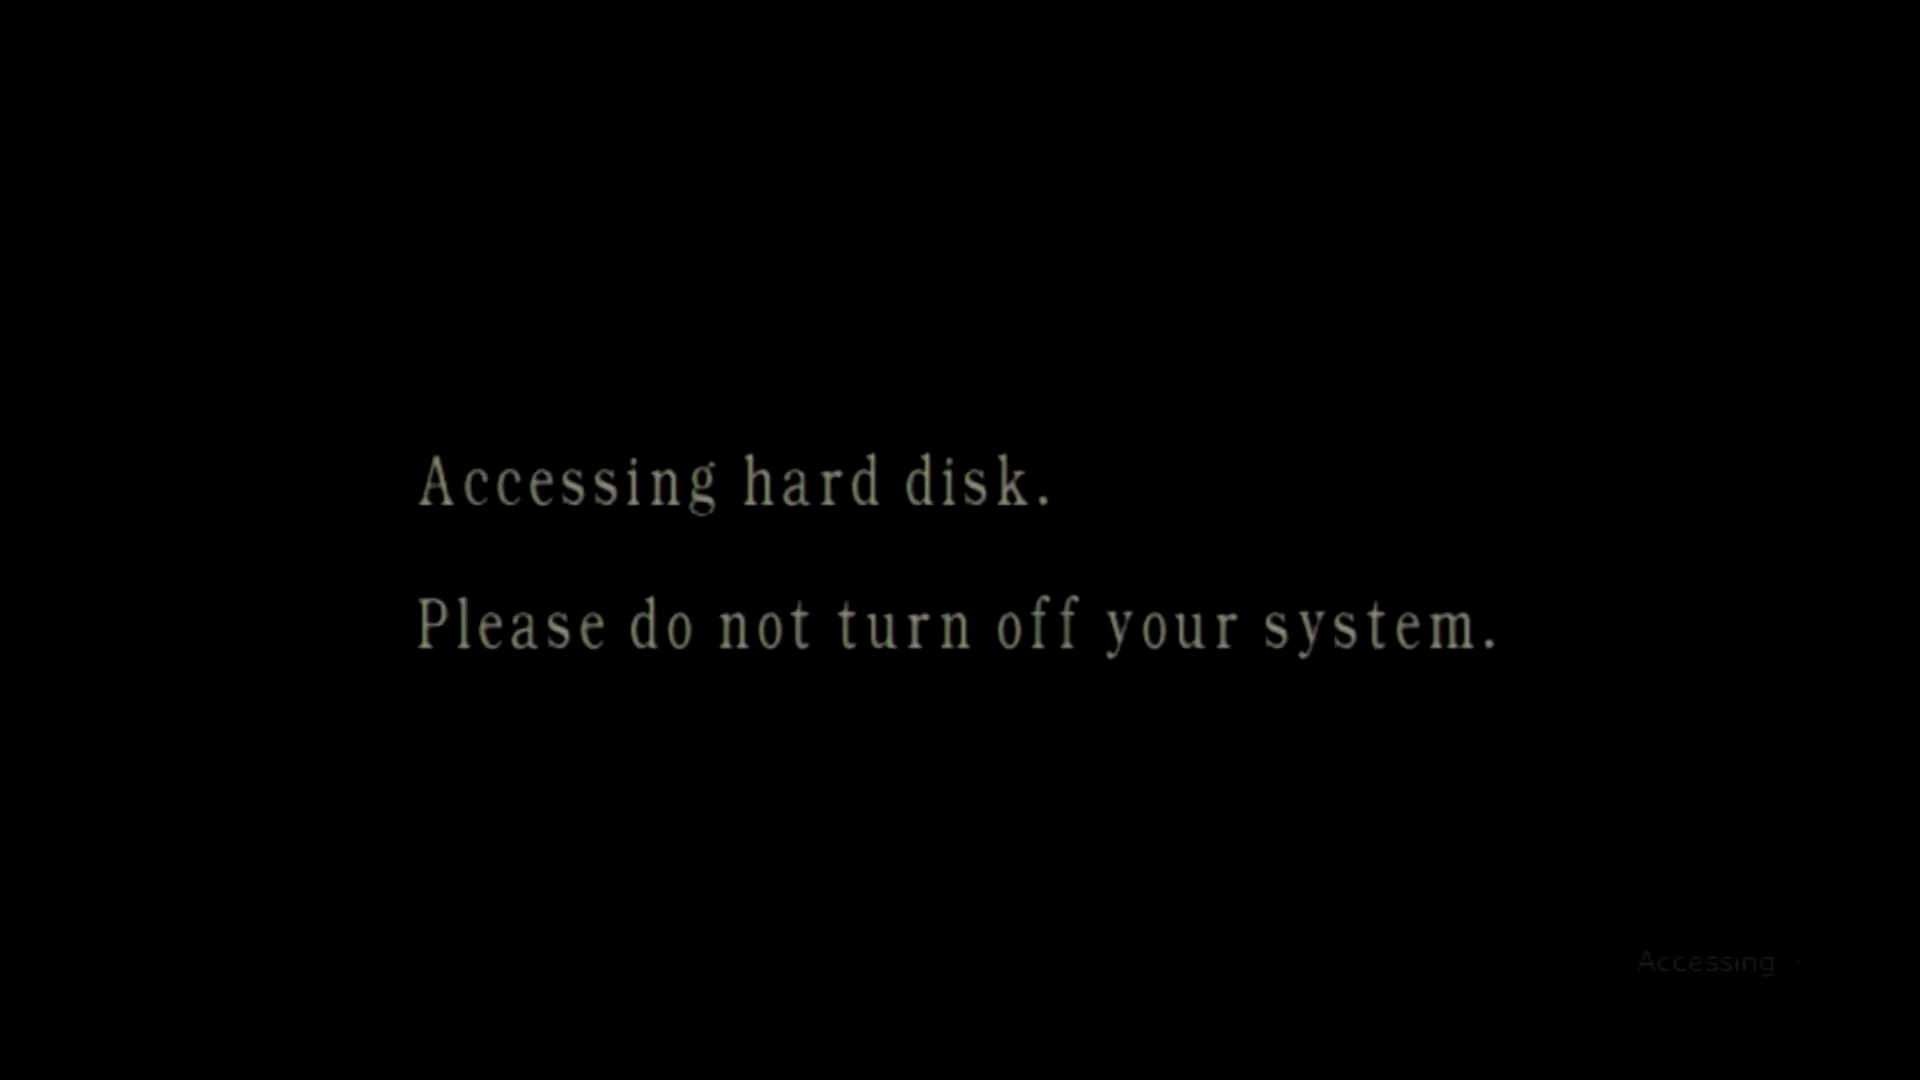 Accessing hard disk.
Please do not turn off your system.
Accessing…